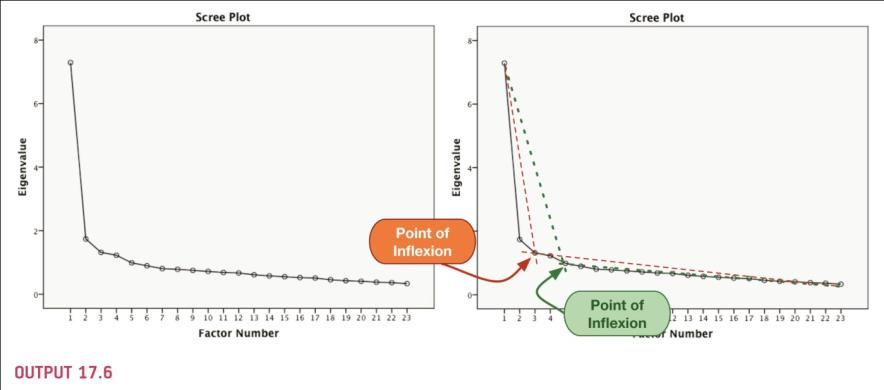 Scree Plot
Eigenvalue
8
6
4
2
0
1 2 3 4 5 6 7 8 9 10 11 12 13 14 15 16 17 18 19 20 21 22 23
Factor Number
Scree Plot
Eigenvalue
8
6
4
0
1 2 3 4 12 13 14 15 16 17 18 19 20 21 22 23
Number
Point of
Inflexion
Point of
Inflexion
OUTPUT 17.6